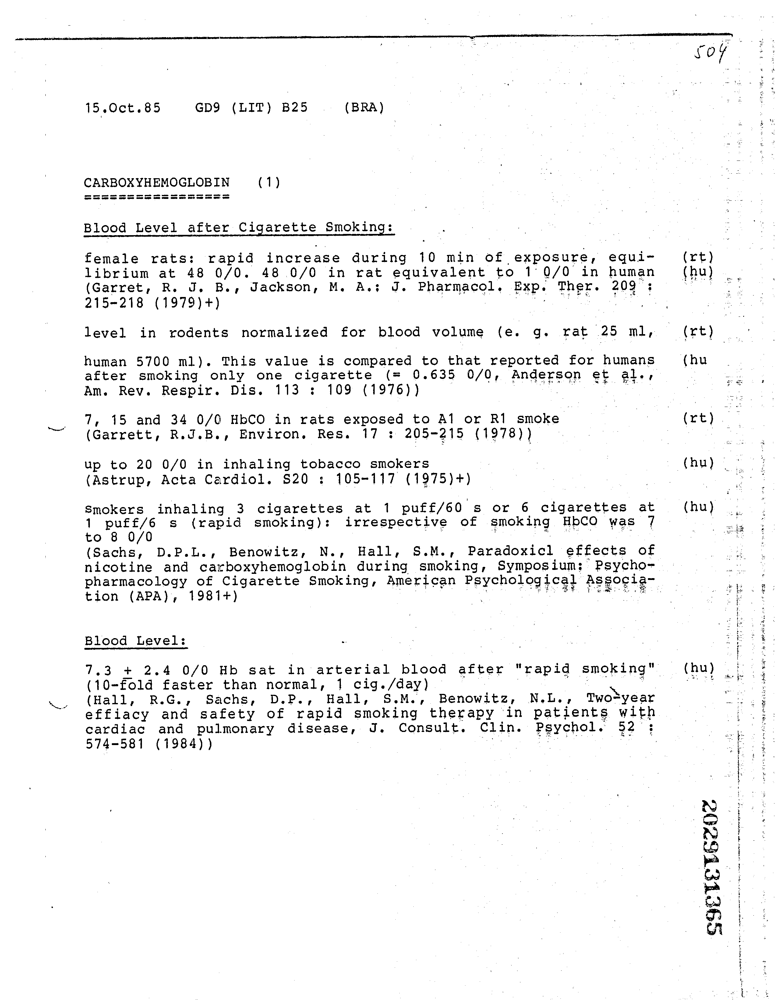 504
15.Oct.85 GD9 (LIT) B25 (BRA)
CARBOXYHEMOGLOBIN (1)
=================
Blood Level after Cigarette Smoking:
female rats: rapid increase during 10 min of exposure, equi- (rt)
librium at 48 0/0. 48 0/0 in rat equivalent to 1 0/0 in human (hu)
(Garret, R. J. B., Jackson, M. A.: J. Pharmacol. Exp. Ther. 209 :
215-218 (1979)+)
level in rodents normalized for blood volume (e. g. rat 25 ml, (rt)
human 5700 ml). This value is compared to that reported for humans (hu
after smoking only one cigarette (= 0.635 0/0, Anderson et al.,
Am. Rev. Respir. Dis. 113 : 109 (1976))
7, 15 and 34 0/0 HbCO in rats exposed to A1 or R1 smoke (rt)
(Garrett, R.J.B., Environ. Res. 17 : 205-215 (1978))
up to 20 0/0 in inhaling tobacco smokers (hu)
(Astrup, Acta Cardiol. S20 : 105-117 (1975)+)
smokers inhaling 3 cigarettes at 1 puff/60 s or 6 cigarettes at (hu)
1 puff/6 s (rapid smoking): irrespective of smoking HbCO was 7
to 8 0/0
(Sachs, D.P.L., Benowitz, N., Hall, S.M., Paradoxicl effects of
nicotine and carboxyhemoglobin during smoking, Symposium: Psycho-
pharmacology of Cigarette Smoking, American Psychological Associa-
tion (APA), 1981+)
Blood Level:
7.3 ± 2.4 0/0 Hb sat in arterial blood after "rapid smoking" (hu)
(10-fold faster than normal, 1 cig./day)
(Hall, R.G., Sachs, D.P., Hall, S.M., Benowitz, N.L., Two-year
effiacy and safety of rapid smoking therapy in patients with
cardiac and pulmonary disease, J. Consult. Clin. Psychol. 52 :
574-581 (1984))
2029131365